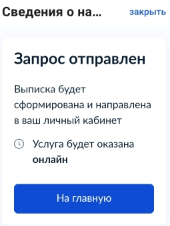 Сведения о на...
закрыть
Запрос отправлен
Выписка будет
сформирована и направлена
в ваш личный кабинет
Услуга будет оказана
онлайн
На главную